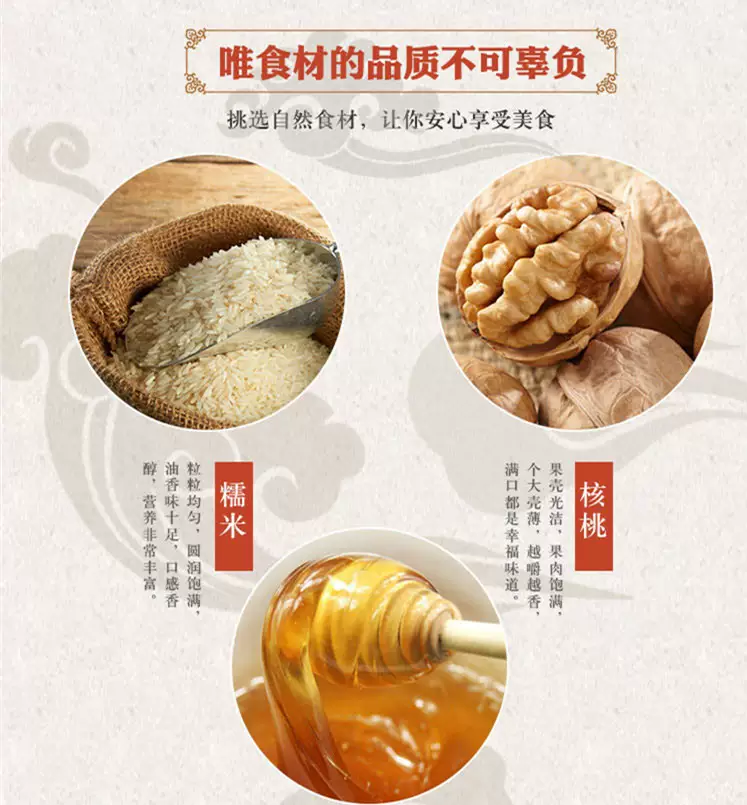 唯食材的品质不可辜负
挑选自然食材，让你安心享受美食
糯米
粒粒均匀，圆润饱满，
油香味十足，口感香
醇，营养非常丰富。
核桃
果壳光洁，果肉饱满，
个大壳薄，越嚼越香，
满口都是幸福味道。